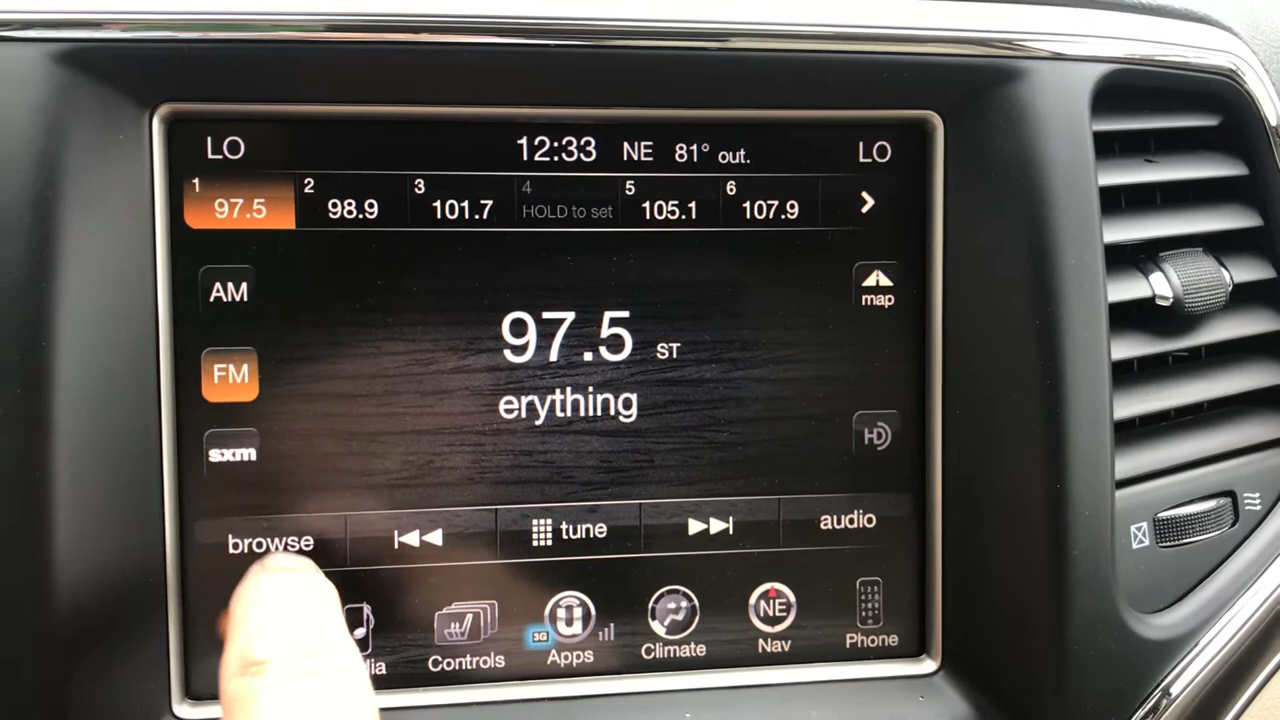 LO 12:33 NE 81° out. LO
1 97.5 2 98.9 3 101.7 4 HOLD to set 5 105.1 6 107.9
AM
map
97.5 ST
FM
erything
HD
sxm
browse tune audio
Controls 3G u Apps Climate NE Nav Phone